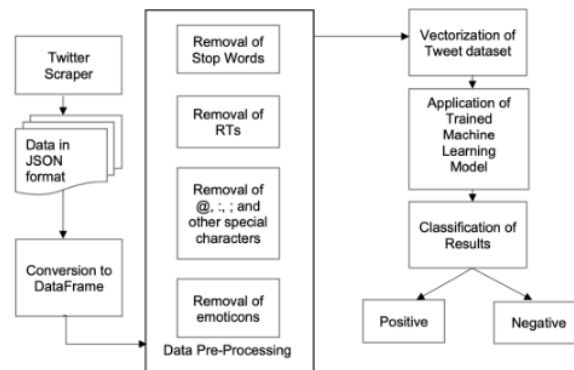 Twitter
Scraper
Data in
JSON
format
Conversion to
DataFrame
Removal of
Stop Words
Removal of
RTs
Removal of
@, :, ; and
other special
characters
Removal of
emoticons
Data Pre-Processing
Vectorization of
Tweet dataset
Application of
Trained
Machine
Learning
Model
Classification of
Results
Positive
Negative